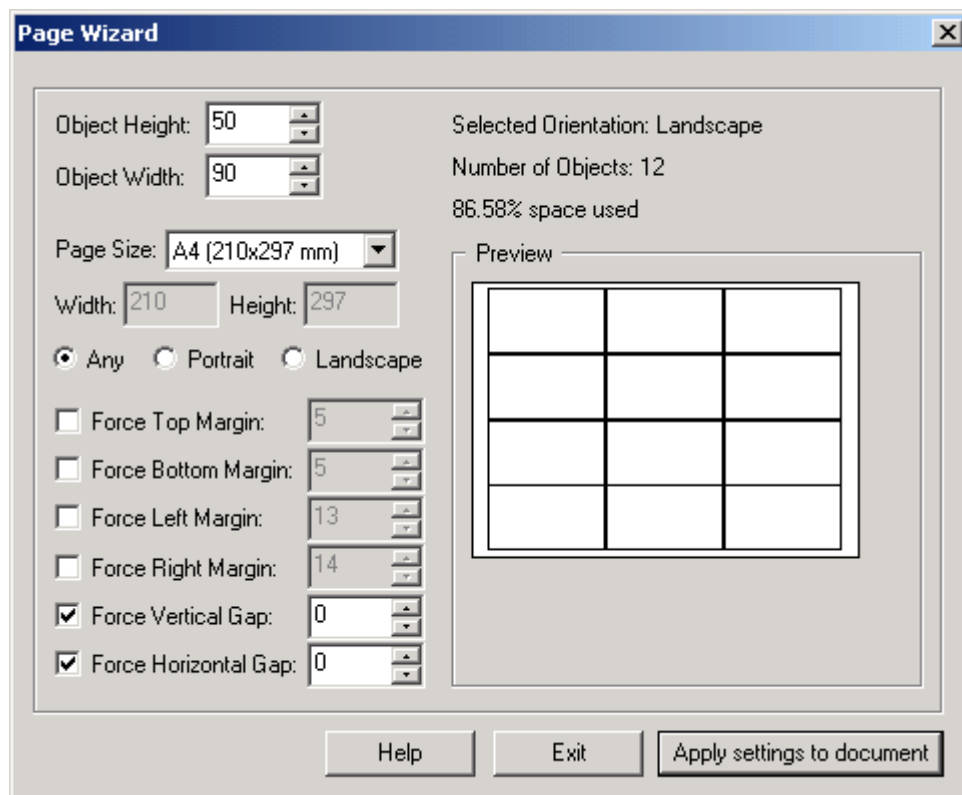 Page Wizard
Object Height: 50
Object Width: 90
Selected Orientation: Landscape
Number of Objects: 12
86.58% space used
Page Size: A4 (210x297 mm)
Width: 210 Height: 297
Any Portrait Landscape
Force Top Margin: 5
Force Bottom Margin: 5
Force Left Margin: 13
Force Right Margin: 14
Force Vertical Gap: 0
Force Horizontal Gap: 0
Preview
Help Exit Apply settings to document